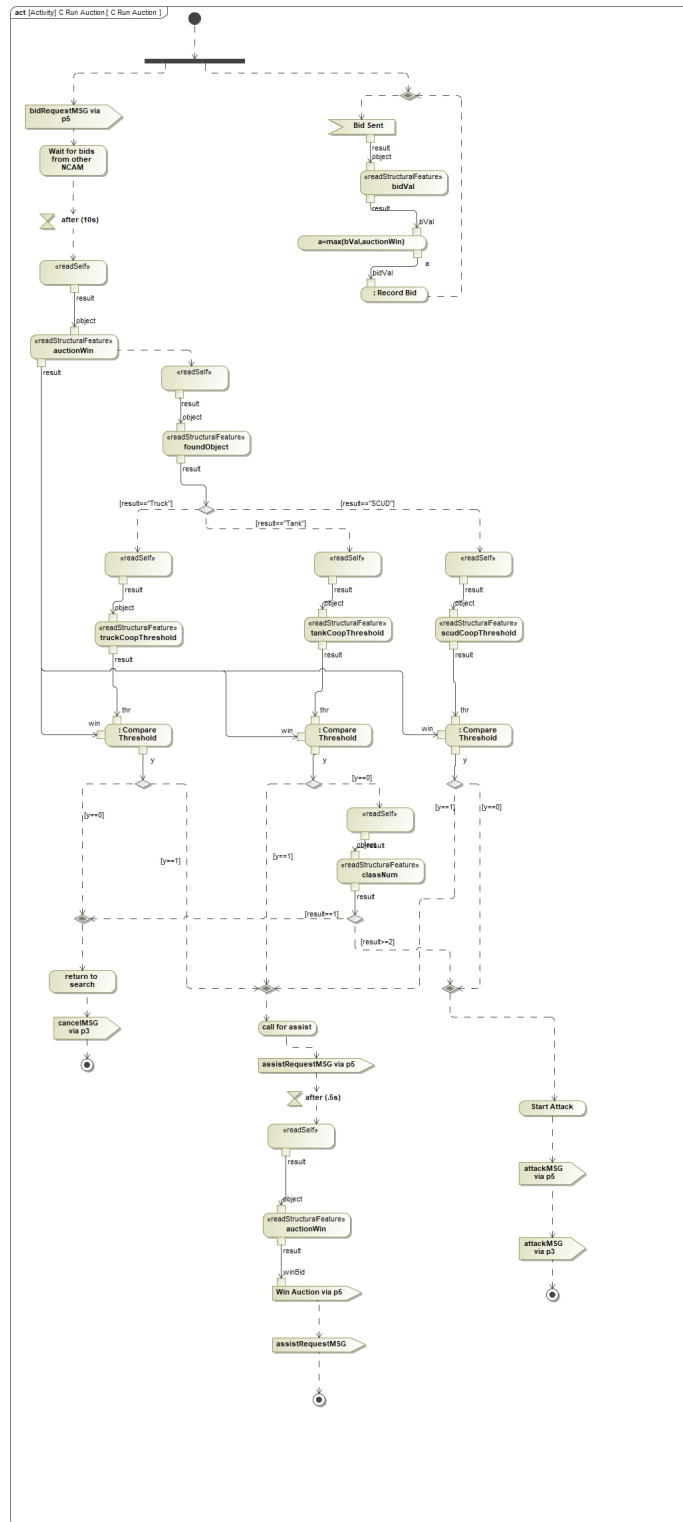 act [Activity] C Run Auction [ C Run Auction ]
bidRequestMSG via
p5
Wait for bids
from other
NCAM
after (10s)
«readSelf»
result
object
«readStructuralFeature»
auctionWin
result
Bid Sent
result
object
«readStructuralFeature»
bidVal
result
bVal
a=max(bVal,auctionWin)
a
bidVal
: Record Bid
«readSelf»
result
object
«readStructuralFeature»
foundObject
result
[result=="Truck"]
[result=="Tank"]
[result=="SCUD"]
«readSelf»
result
object
«readStructuralFeature»
truckCoopThreshold
result
thr
win
: Compare
Threshold
y
«readSelf»
result
object
«readStructuralFeature»
tankCoopThreshold
result
thr
win
: Compare
Threshold
y
«readSelf»
result
object
«readStructuralFeature»
scudCoopThreshold
result
thr
win
: Compare
Threshold
y
[y==0]
[y==1]
[y==0]
[y==1]
[y==1]
[y==0]
«readSelf»
result
object
«readStructuralFeature»
classNum
result
[result==1]
[result>=2]
return to
search
cancelMSG
via p3
call for assist
assistRequestMSG via p5
after (.5s)
«readSelf»
result
object
«readStructuralFeature»
auctionWin
result
winBid
Win Auction via p5
assistRequestMSG
Start Attack
attackMSG
via p5
attackMSG
via p3